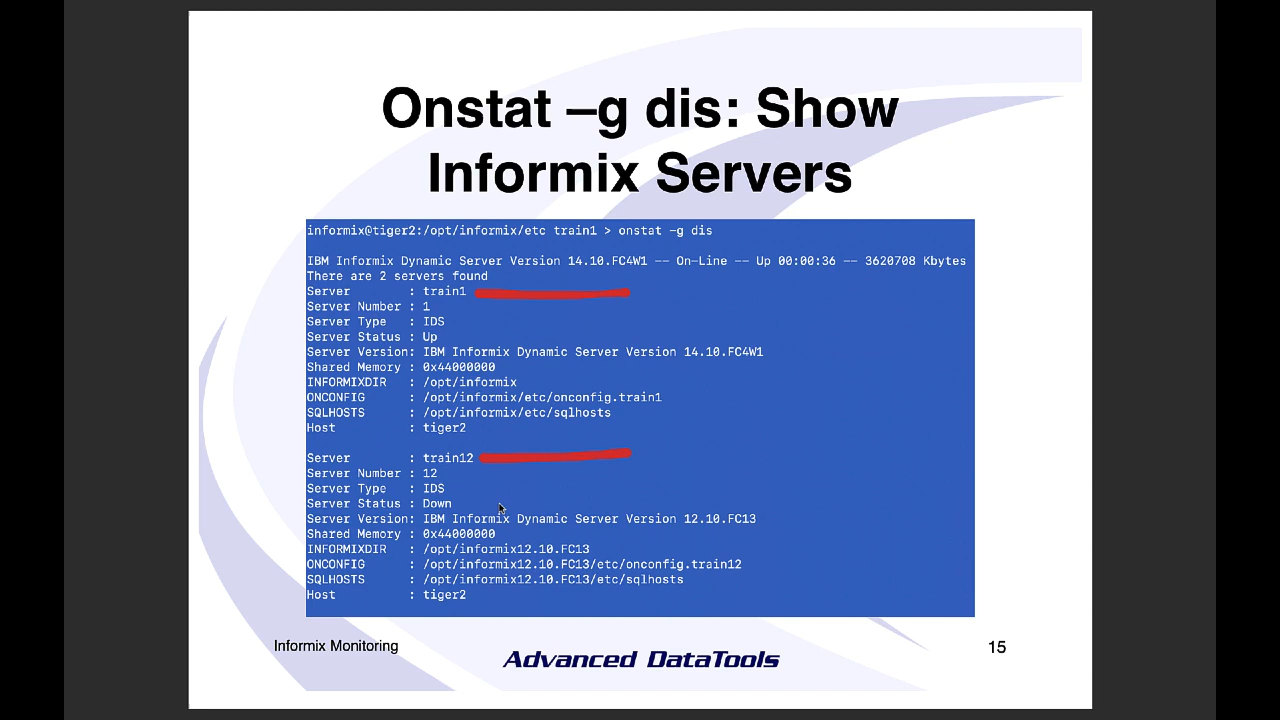 Onstat –g dis: Show
Informix Servers
informix@tiger2:/opt/informix/etc train1 > onstat -g dis
IBM Informix Dynamic Server Version 14.10.FC4W1 -- On-Line -- Up 00:00:36 -- 3620708 Kbytes
There are 2 servers found
Server        : train1
Server Number : 1
Server Type   : IDS
Server Status : Up
Server Version: IBM Informix Dynamic Server Version 14.10.FC4W1
Shared Memory : 0x44000000
INFORMIXDIR   : /opt/informix
ONCONFIG      : /opt/informix/etc/onconfig.train1
SQLHOSTS      : /opt/informix/etc/sqlhosts
Host          : tiger2
Server        : train12
Server Number : 12
Server Type   : IDS
Server Status : Down
Server Version: IBM Informix Dynamic Server Version 12.10.FC13
Shared Memory : 0x44000000
INFORMIXDIR   : /opt/informix12.10.FC13
ONCONFIG      : /opt/informix12.10.FC13/etc/onconfig.train12
SQLHOSTS      : /opt/informix12.10.FC13/etc/sqlhosts
Host          : tiger2
Informix Monitoring
Advanced DataTools
15